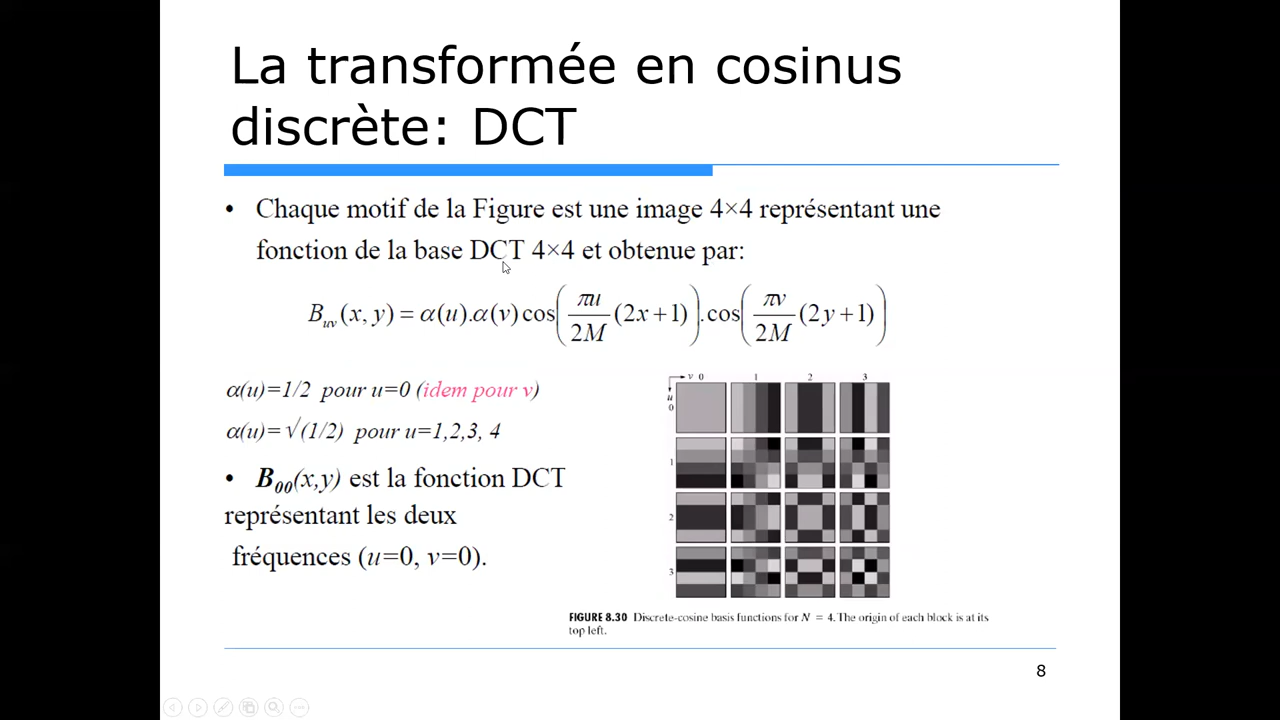 La transformée en cosinus
discrète: DCT
• Chaque motif de la Figure est une image 4×4 représentant une
fonction de la base DCT 4×4 et obtenue par:
B_uv(x, y) = α(u).α(v)cos(πu/2M (2x+1)).cos(πv/2M (2y+1))
α(u)=1/2 pour u=0 (idem pour v)
α(u)=√(1/2) pour u=1,2,3, 4
• B₀₀(x,y) est la fonction DCT
représentant les deux
fréquences (u=0, v=0).
v 0 1 2 3
u
0
1
2
3
FIGURE 8.30 Discrete-cosine basis functions for N = 4. The origin of each block is at its
top left.
8